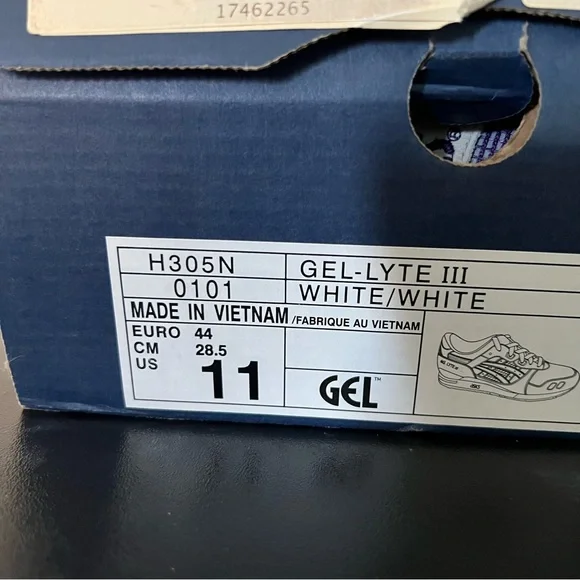 17462265
H305N GEL-LYTE III
0101 WHITE/WHITE
MADE IN VIETNAM /FABRIQUE AU VIETNAM
EURO 44
CM 28.5
US 11
GEL™